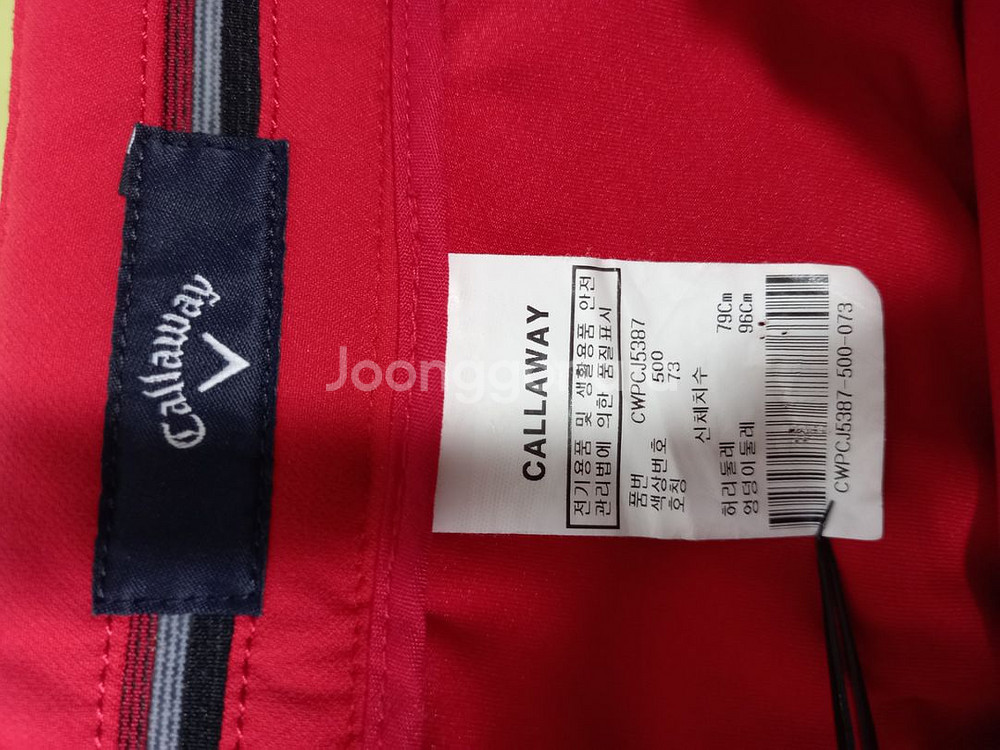 Callaway
CALLAWAY
전기용품 및 생활용품 안전
관리법에 의한 품질표시
품번 CWPCJ5387
색상번호 500
호칭 73
신체치수
허리둘레 79Cm
엉덩이둘레 96Cm
CWPCJ5387-500-073